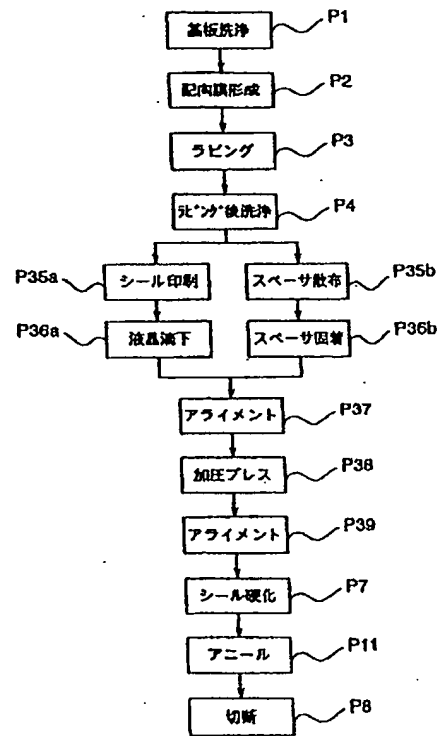 基板洗浄 P1
配向膜形成 P2
ラビング P3
ラビング後洗浄 P4
P35a シール印刷 スペーサ散布 P35b
P36a 液晶滴下 スペーサ固着 P36b
アライメント P37
加圧プレス P38
アライメント P39
シール硬化 P7
アニール P11
切断 P8